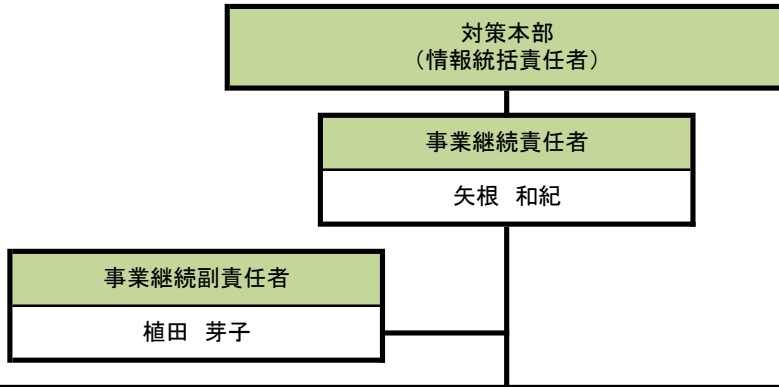 対策本部
（情報統括責任者）
事業継続責任者
矢根　和紀
事業継続副責任者
植田　芽子